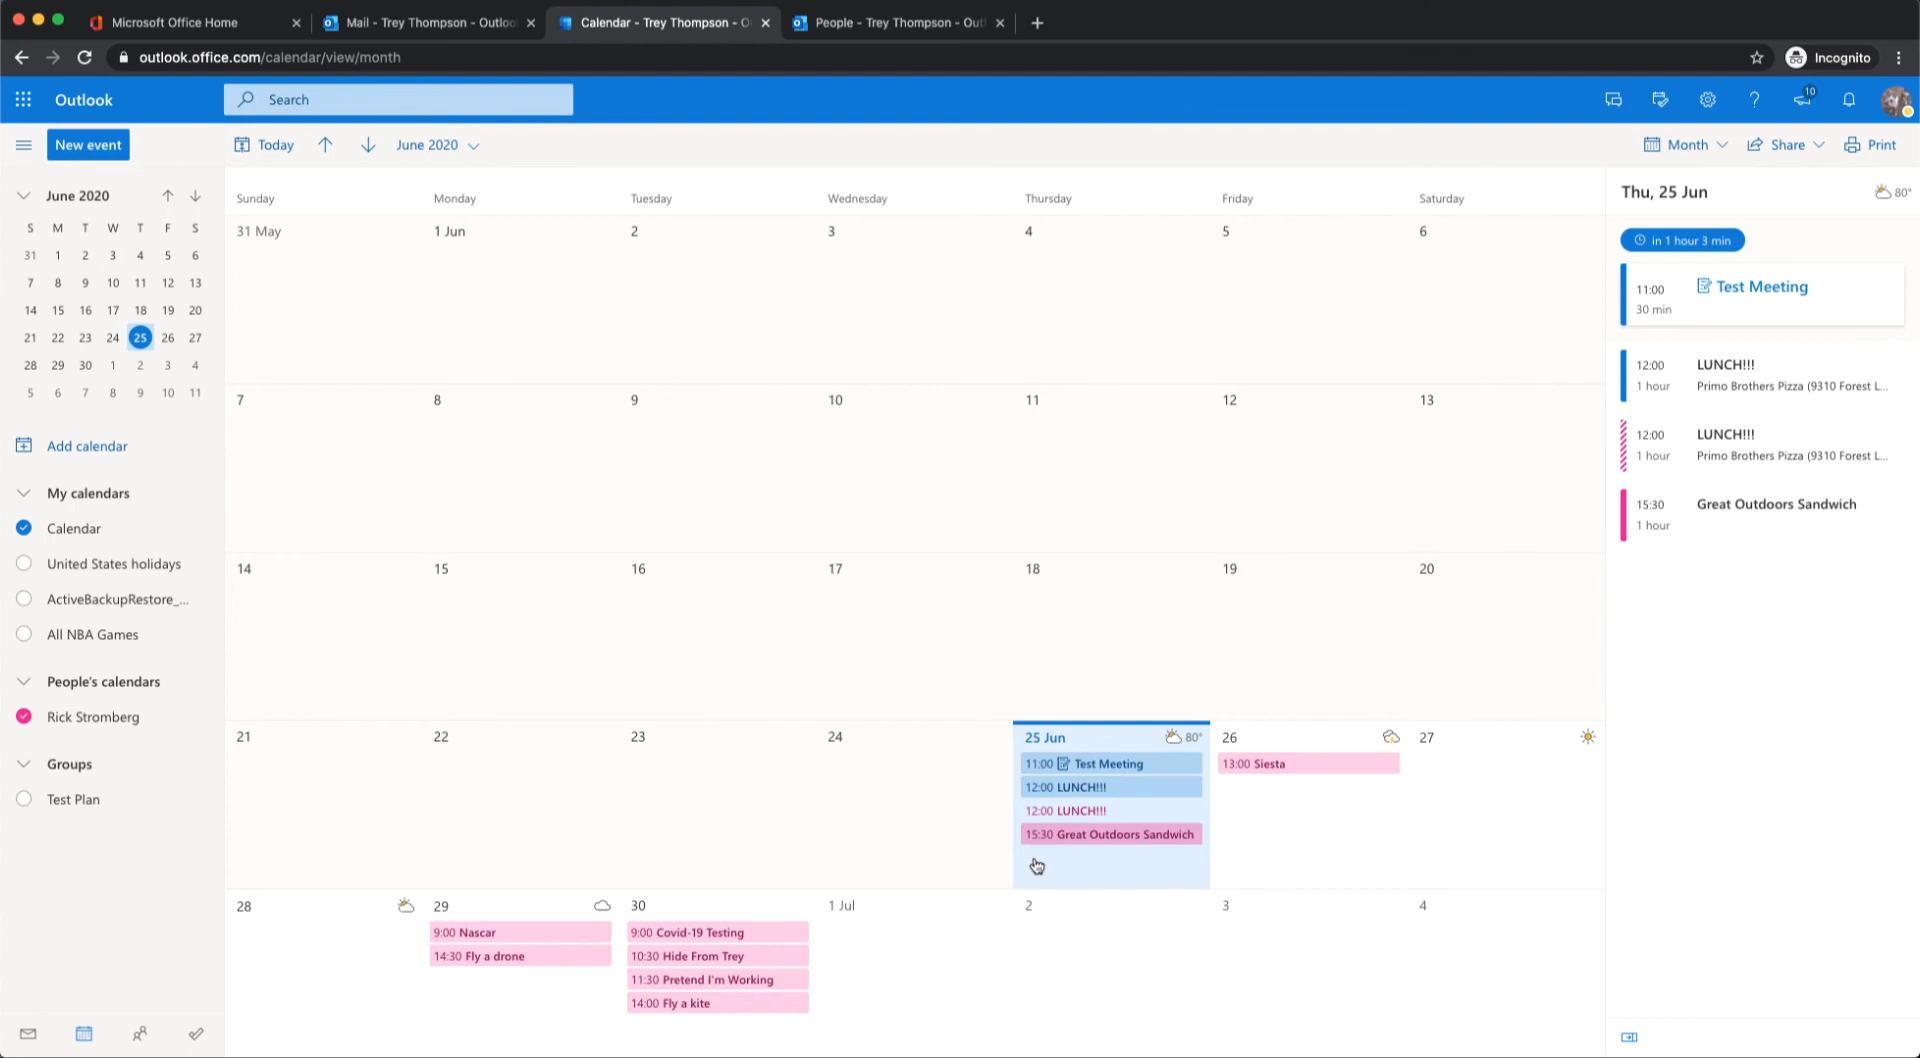 Microsoft Office Home
Mail - Trey Thompson - Outloo
Calendar - Trey Thompson - O
People - Trey Thompson - Outl
outlook.office.com/calendar/view/month
Incognito
Outlook
Search
10
New event
Today
June 2020
Month
Share
Print
June 2020
S M T W T F S
31 1 2 3 4 5 6
7 8 9 10 11 12 13
14 15 16 17 18 19 20
21 22 23 24 25 26 27
28 29 30 1 2 3 4
5 6 7 8 9 10 11
Add calendar
My calendars
Calendar
United States holidays
ActiveBackupRestore_...
All NBA Games
People's calendars
Rick Stromberg
Groups
Test Plan
Sunday Monday Tuesday Wednesday Thursday Friday Saturday
31 May 1 Jun 2 3 4 5 6
7 8 9 10 11 12 13
14 15 16 17 18 19 20
21 22 23 24 25 Jun 80° 26 27
11:00 Test Meeting
12:00 LUNCH!!!
12:00 LUNCH!!!
15:30 Great Outdoors Sandwich
13:00 Siesta
28 29 30 1 Jul 2 3 4
9:00 Nascar
14:30 Fly a drone
9:00 Covid-19 Testing
10:30 Hide From Trey
11:30 Pretend I'm Working
14:00 Fly a kite
Thu, 25 Jun
80°
in 1 hour 3 min
11:00 Test Meeting
30 min
12:00 LUNCH!!!
1 hour Primo Brothers Pizza (9310 Forest L...
12:00 LUNCH!!!
1 hour Primo Brothers Pizza (9310 Forest L...
15:30 Great Outdoors Sandwich
1 hour